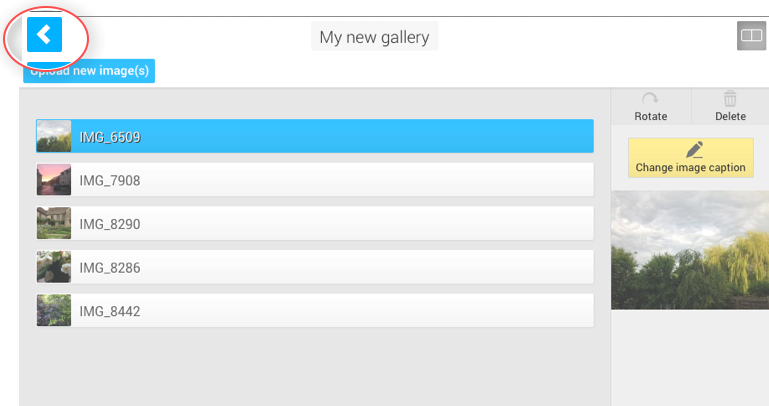 My new gallery
Upload new image(s)
Rotate
Delete
IMG_6509
Change image caption
IMG_7908
IMG_8290
IMG_8286
IMG_8442